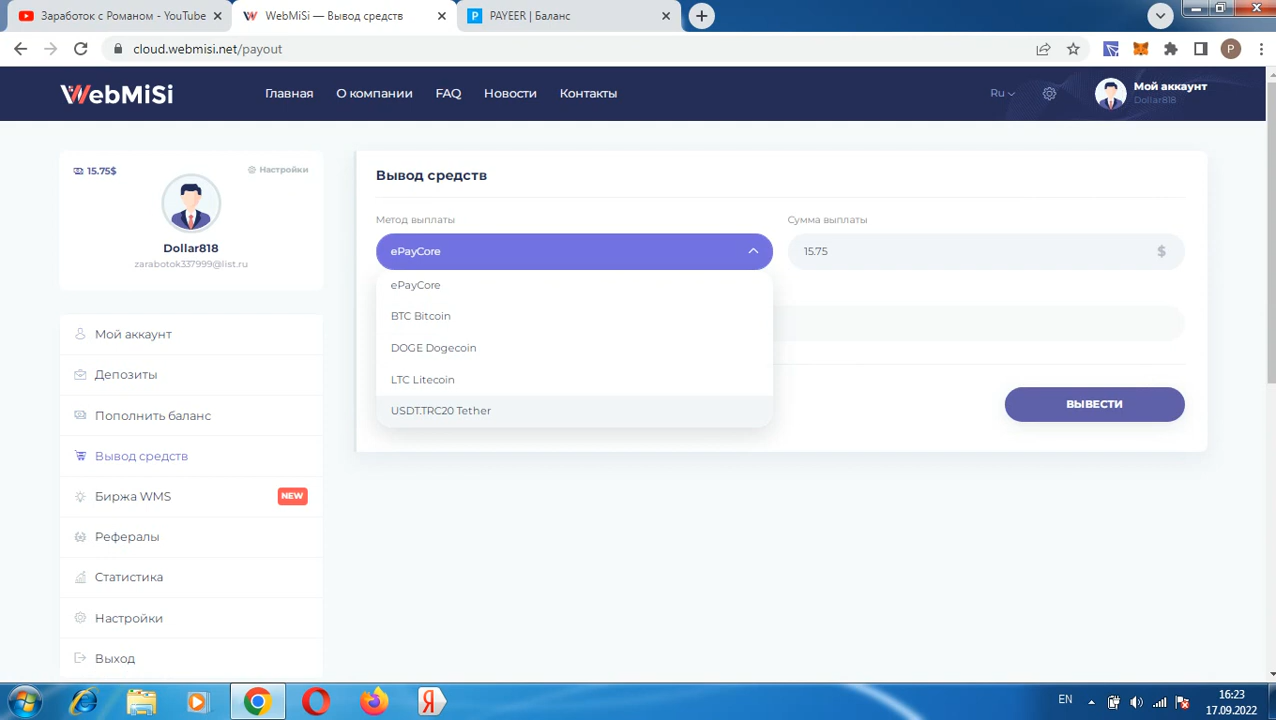 Заработок с Романом - YouTube
WebMiSi — Вывод средств
PAYEER | Баланс
cloud.webmisi.net/payout
P
WebMiSi
Главная
О компании
FAQ
Новости
Контакты
Ru
Мой аккаунт
Dollar818
15.75$
Настройки
Dollar818
zarabotok337999@list.ru
Мой аккаунт
Депозиты
Пополнить баланс
Вывод средств
Биржа WMS
NEW
Рефералы
Статистика
Настройки
Выход
Вывод средств
Метод выплаты
Сумма выплаты
ePayCore
15.75
$
ePayCore
BTC Bitcoin
DOGE Dogecoin
LTC Litecoin
USDT.TRC20 Tether
ВЫВЕСТИ
EN
16:23
17.09.2022